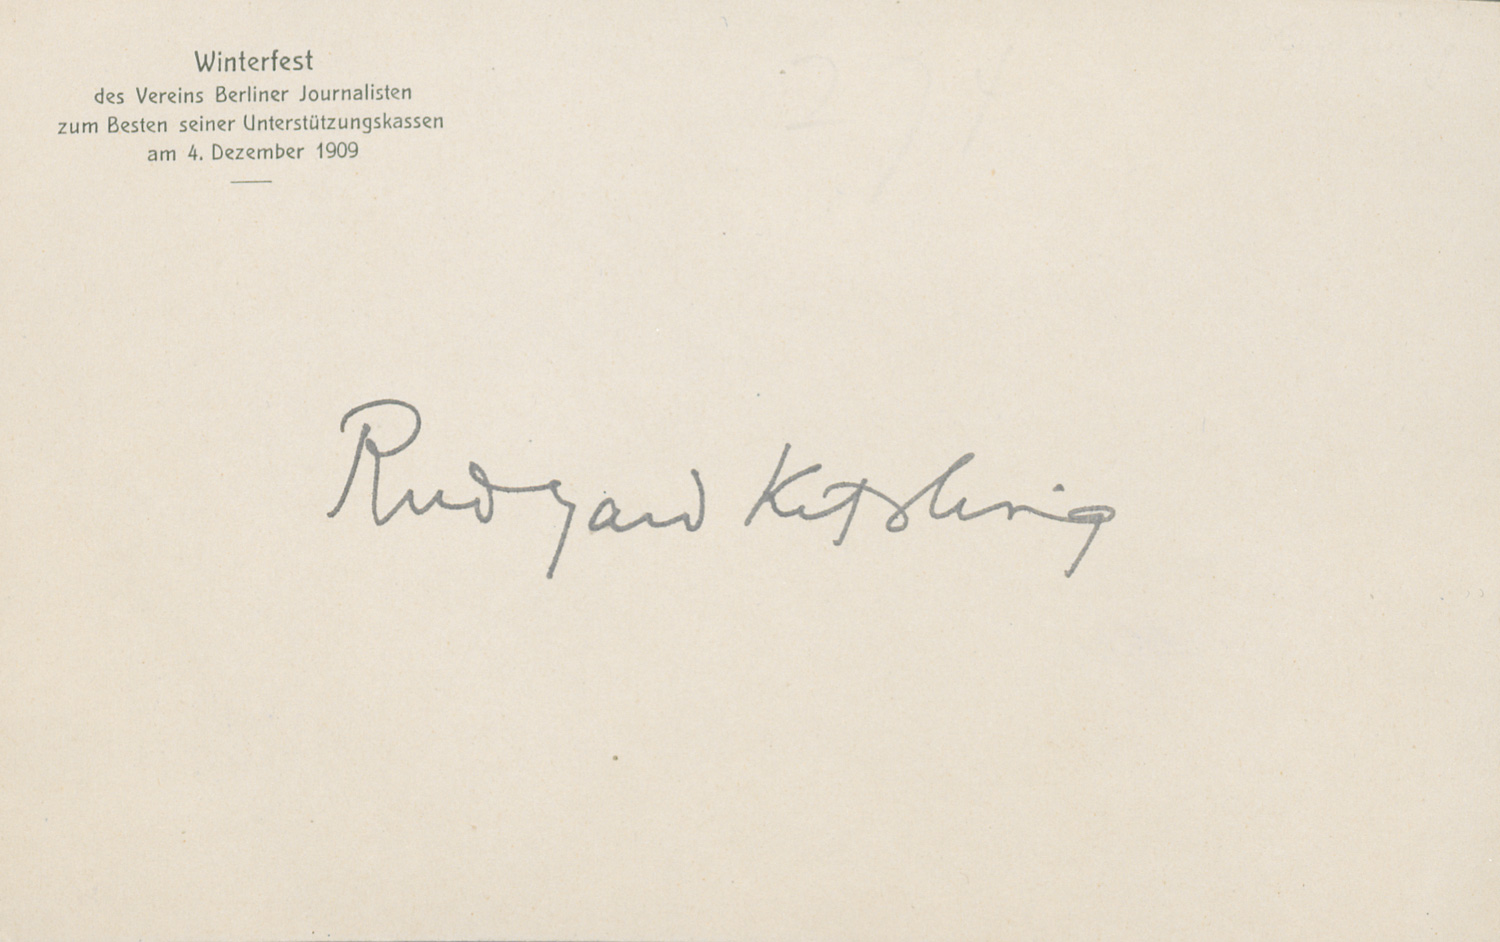 Winterfest
des Vereins Berliner Journalisten
zum Besten seiner Unterstützungskassen
am 4. Dezember 1909
Rudyard Kipling